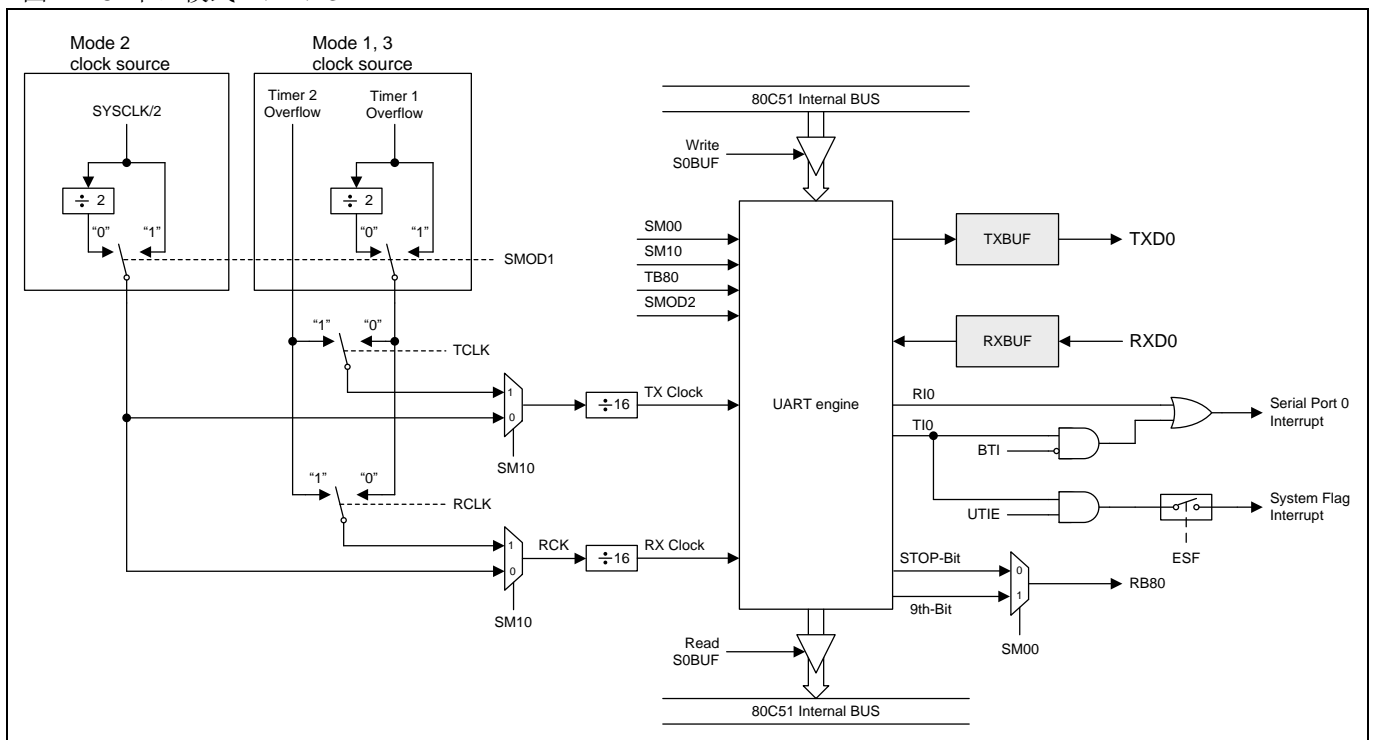 Mode 2
clock source
Mode 1, 3
clock source
SYSCLK/2
Timer 2
Overflow
Timer 1
Overflow
÷ 2
÷ 2
“0”
“1”
“0”
“1”
SMOD1
“1”
“0”
TCLK
1
0
SM10
÷16
TX Clock
“1”
“0”
RCLK
1
0
SM10
RCK
÷16
RX Clock
80C51 Internal BUS
Write
S0BUF
SM00
SM10
TB80
SMOD2
UART engine
TXBUF
TXD0
RXBUF
RXD0
RI0
TI0
BTI
Serial Port 0
Interrupt
UTIE
ESF
System Flag
Interrupt
STOP-Bit
9th-Bit
0
1
SM00
RB80
Read
S0BUF
80C51 Internal BUS